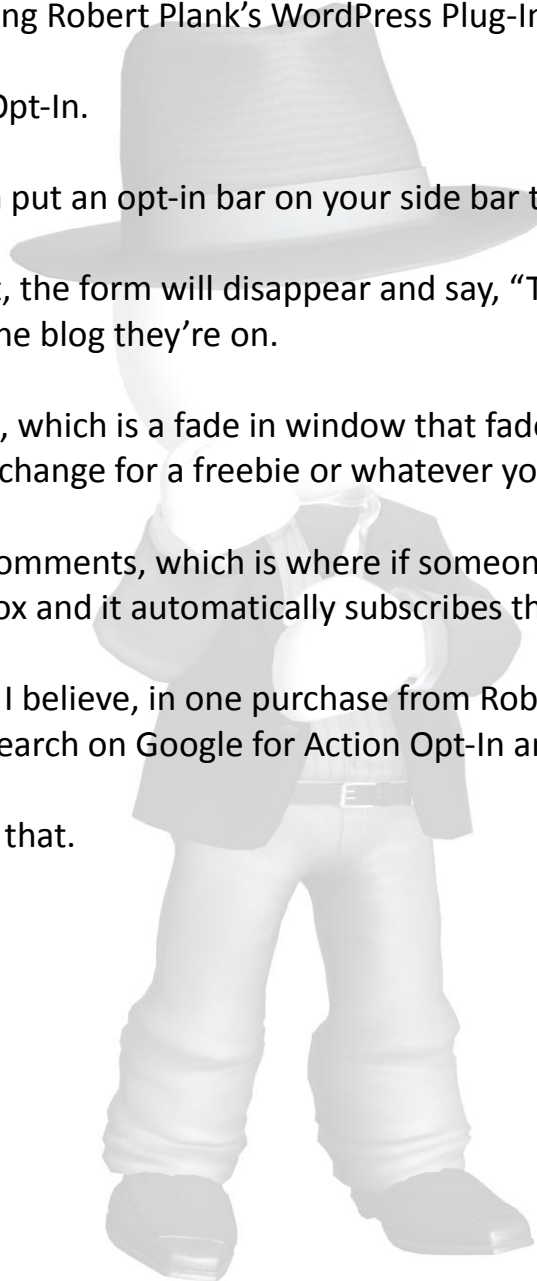 ng Robert Plank’s WordPress Plug-In
Opt-In.
put an opt-in bar on your side bar t
, the form will disappear and say, “T
he blog they’re on.
, which is a fade in window that fade
change for a freebie or whatever yo
omments, which is where if someon
ox and it automatically subscribes th
I believe, in one purchase from Rob
earch on Google for Action Opt-In an
that.